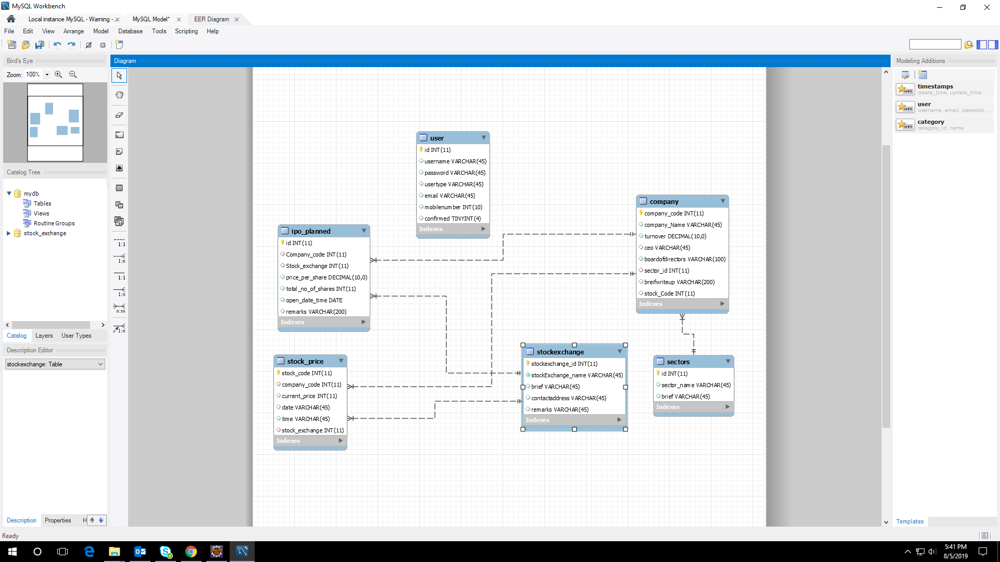 MySQL Workbench
Local instance MySQL - Warning -...
MySQL Model*
EER Diagram
File Edit View Arrange Model Database Tools Scripting Help
Bird's Eye
Zoom: 100%
Catalog Tree
mydb
Tables
Views
Routine Groups
stock_exchange
Catalog Layers User Types
Description Editor
stockexchange: Table
Description Properties H
Ready
Diagram
1:1
1:n
1:1
1:n
n:m
1:n
user
id INT(11)
username VARCHAR(45)
password VARCHAR(45)
usertype VARCHAR(45)
email VARCHAR(45)
mobilenumber INT(10)
confirmed TINYINT(4)
Indexes
ipo_planned
id INT(11)
Company_code INT(11)
Stock_exchange INT(11)
price_per_share DECIMAL(10,0)
total_no_of_shares INT(11)
open_date_time DATE
remarks VARCHAR(200)
Indexes
company
company_code INT(11)
company_Name VARCHAR(45)
turnover DECIMAL(10,0)
ceo VARCHAR(45)
boardofdirectors VARCHAR(100)
sector_id INT(11)
breifwriteup VARCHAR(200)
stock_Code INT(11)
Indexes
stock_price
stock_code INT(11)
company_code INT(11)
current_price INT(11)
date VARCHAR(45)
time VARCHAR(45)
stock_exchange INT(11)
Indexes
stockexchange
stockexchange_id INT(11)
stockExchange_name VARCHAR(45)
brief VARCHAR(45)
contactaddress VARCHAR(45)
remarks VARCHAR(45)
Indexes
sectors
id INT(11)
sector_name VARCHAR(45)
brief VARCHAR(45)
Indexes
Modeling Additions
MWB
timestamps
create_time, update_time
MWB
user
username, email, password, ...
MWB
category
category_id, name
Templates
5:41 PM
8/5/2019